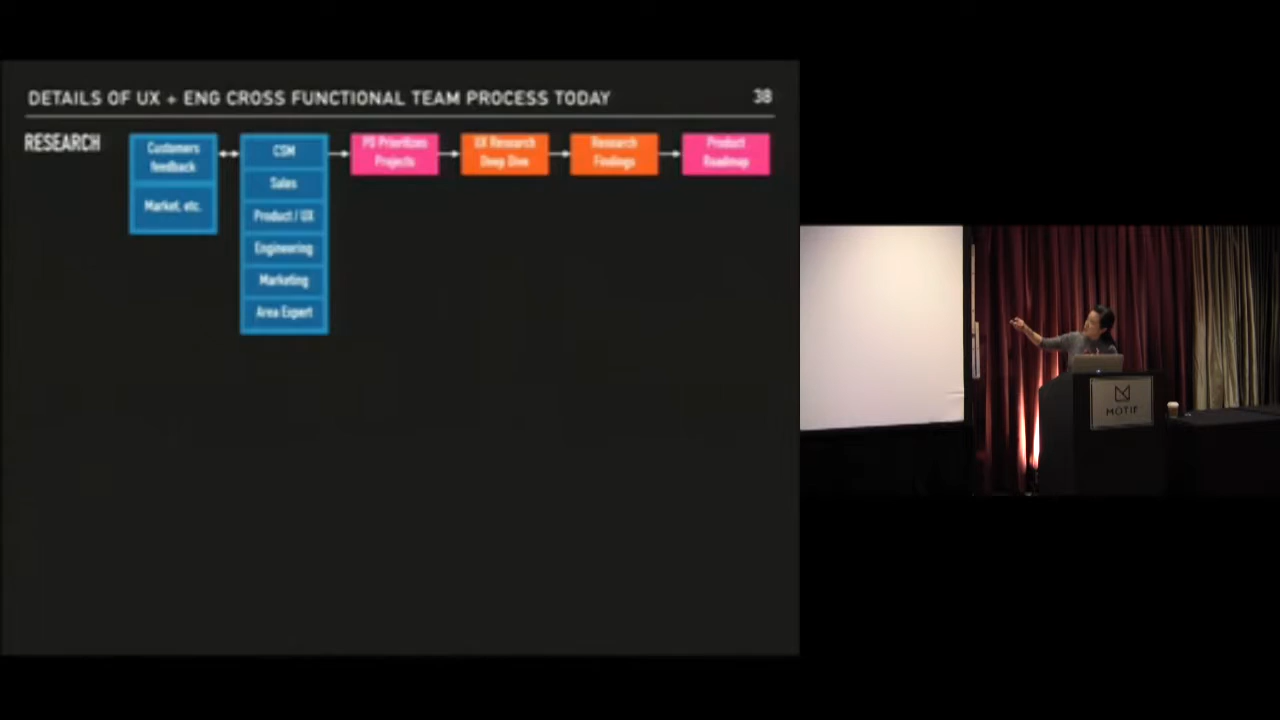 DETAILS OF UX + ENG CROSS FUNCTIONAL TEAM PROCESS TODAY
38
RESEARCH
Customers
feedback
Market, etc.
CSM
Sales
Product / UX
Engineering
Marketing
Area Expert
PO Prioritizes
Projects
UX Research
Deep Dive
Research
Findings
Product
Roadmap
MOTIF